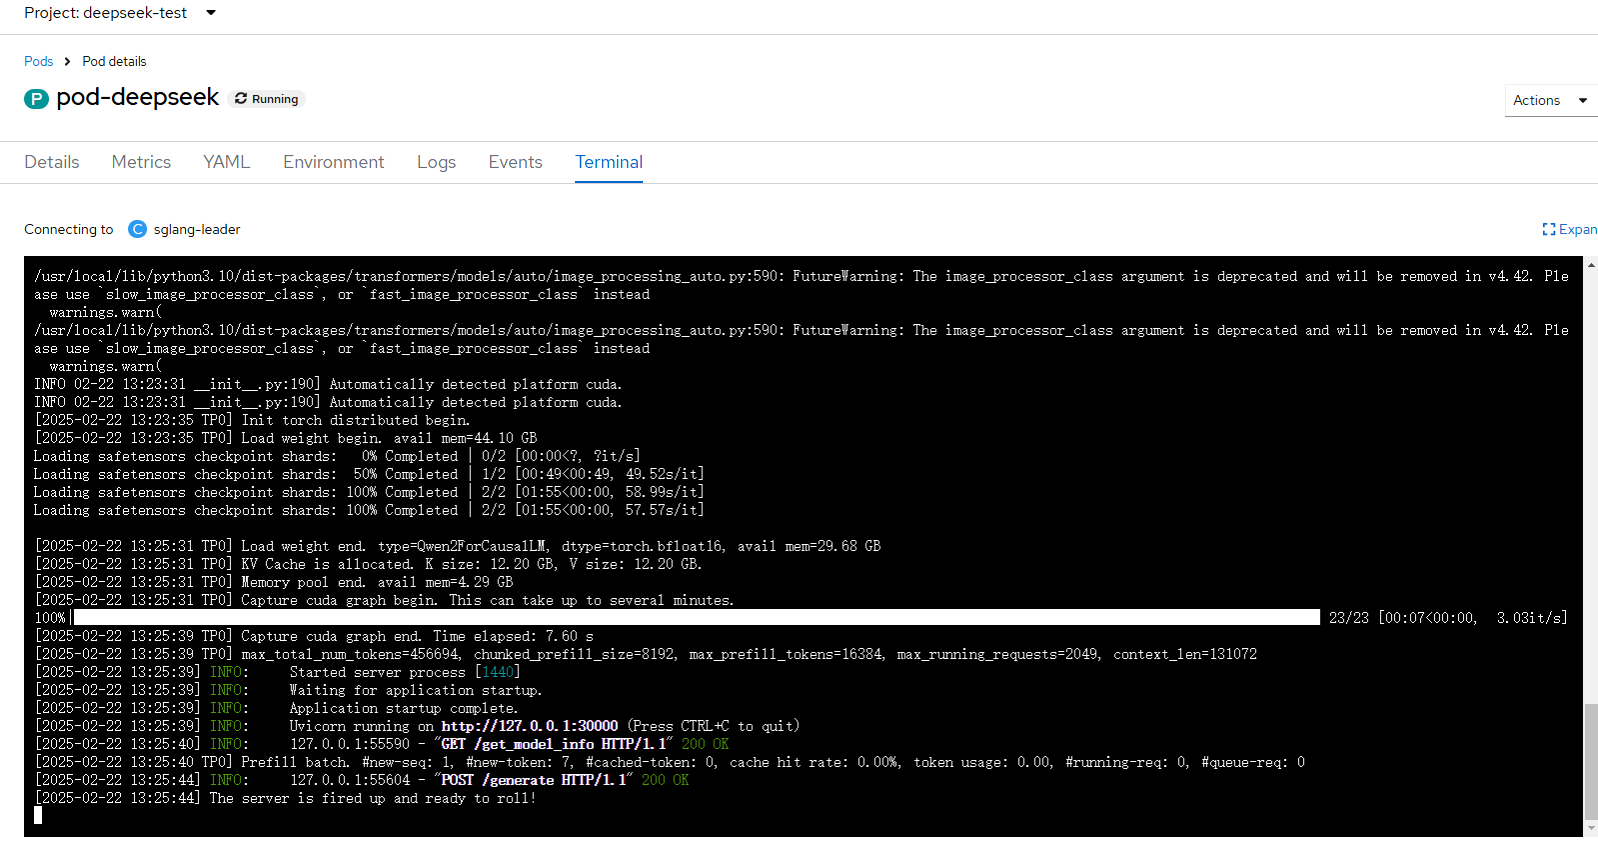 Project: deepseek-test
Pods > Pod details
P pod-deepseek Running
Actions
Details Metrics YAML Environment Logs Events Terminal
Connecting to C sglang-leader
Expan
/usr/local/lib/python3.10/dist-packages/transformers/models/auto/image_processing_auto.py:590: FutureWarning: The image_processor_class argument is deprecated and will be removed in v4.42. Ple
ase use `slow_image_processor_class`, or `fast_image_processor_class` instead
warnings.warn(
/usr/local/lib/python3.10/dist-packages/transformers/models/auto/image_processing_auto.py:590: FutureWarning: The image_processor_class argument is deprecated and will be removed in v4.42. Ple
ase use `slow_image_processor_class`, or `fast_image_processor_class` instead
warnings.warn(
INFO 02-22 13:23:31 __init__.py:190] Automatically detected platform cuda.
INFO 02-22 13:23:31 __init__.py:190] Automatically detected platform cuda.
[2025-02-22 13:23:35 TP0] Init torch distributed begin.
[2025-02-22 13:23:35 TP0] Load weight begin. avail mem=44.10 GB
Loading safetensors checkpoint shards:   0% Completed | 0/2 [00:00<?, ?it/s]
Loading safetensors checkpoint shards:  50% Completed | 1/2 [00:49<00:49, 49.52s/it]
Loading safetensors checkpoint shards: 100% Completed | 2/2 [01:55<00:00, 58.99s/it]
Loading safetensors checkpoint shards: 100% Completed | 2/2 [01:55<00:00, 57.57s/it]
[2025-02-22 13:25:31 TP0] Load weight end. type=Qwen2ForCausalLM, dtype=torch.bfloat16, avail mem=29.68 GB
[2025-02-22 13:25:31 TP0] KV Cache is allocated. K size: 12.20 GB, V size: 12.20 GB.
[2025-02-22 13:25:31 TP0] Memory pool end. avail mem=4.29 GB
[2025-02-22 13:25:31 TP0] Capture cuda graph begin. This can take up to several minutes.
100%| 23/23 [00:07<00:00,  3.03it/s]
[2025-02-22 13:25:39 TP0] Capture cuda graph end. Time elapsed: 7.60 s
[2025-02-22 13:25:39 TP0] max_total_num_tokens=456694, chunked_prefill_size=8192, max_prefill_tokens=16384, max_running_requests=2049, context_len=131072
[2025-02-22 13:25:39] INFO:     Started server process [1440]
[2025-02-22 13:25:39] INFO:     Waiting for application startup.
[2025-02-22 13:25:39] INFO:     Application startup complete.
[2025-02-22 13:25:39] INFO:     Uvicorn running on http://127.0.0.1:30000 (Press CTRL+C to quit)
[2025-02-22 13:25:40] INFO:     127.0.0.1:55590 - "GET /get_model_info HTTP/1.1" 200 OK
[2025-02-22 13:25:40 TP0] Prefill batch. #new-seq: 1, #new-token: 7, #cached-token: 0, cache hit rate: 0.00%, token usage: 0.00, #running-req: 0, #queue-req: 0
[2025-02-22 13:25:44] INFO:     127.0.0.1:55604 - "POST /generate HTTP/1.1" 200 OK
[2025-02-22 13:25:44] The server is fired up and ready to roll!